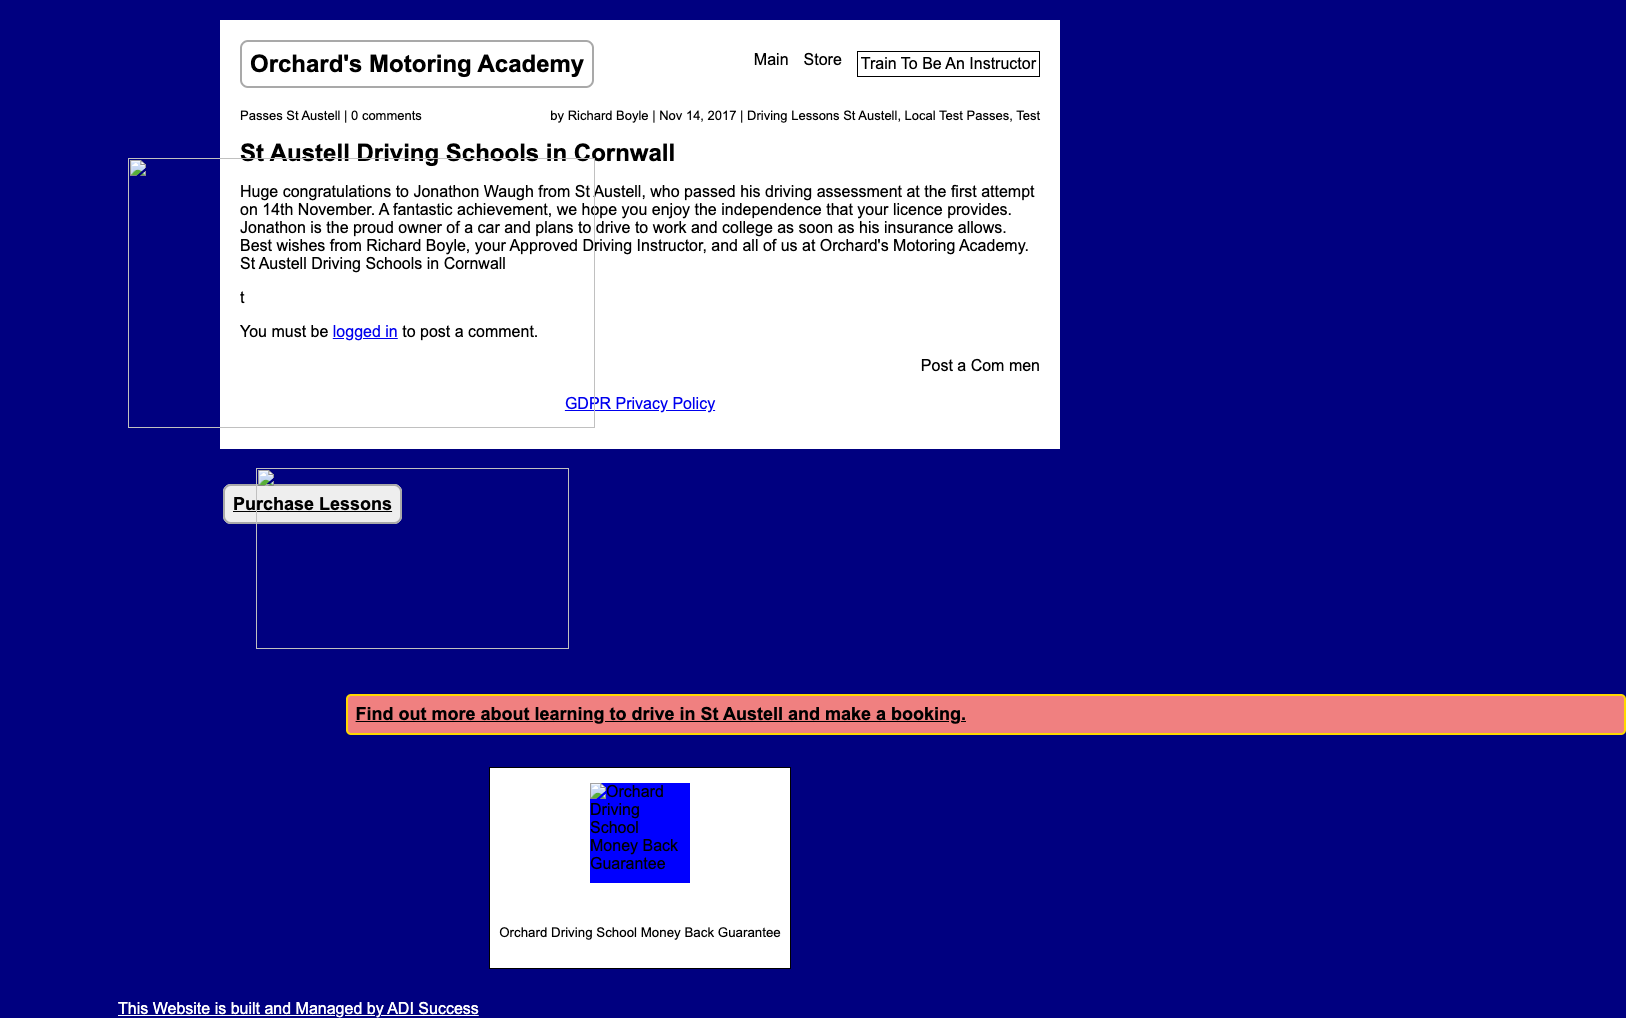 Orchard's Motoring Academy
Main
Store
Train To Be An Instructor
Passes St Austell | 0 comments
by Richard Boyle | Nov 14, 2017 | Driving Lessons St Austell, Local Test Passes, Test
St Austell Driving Schools in Cornwall
Huge congratulations to Jonathon Waugh from St Austell, who passed his driving assessment at the first attempt
on 14th November. A fantastic achievement, we hope you enjoy the independence that your licence provides.
Jonathon is the proud owner of a car and plans to drive to work and college as soon as his insurance allows.
Best wishes from Richard Boyle, your Approved Driving Instructor, and all of us at Orchard's Motoring Academy.
St Austell Driving Schools in Cornwall
t
You must be logged in to post a comment.
Post a Com men
GDPR Privacy Policy
Purchase Lessons
Find out more about learning to drive in St Austell and make a booking.
Orchard
Driving
School
Money Back
Guarantee
Orchard Driving School Money Back Guarantee
This Website is built and Managed by ADI Success